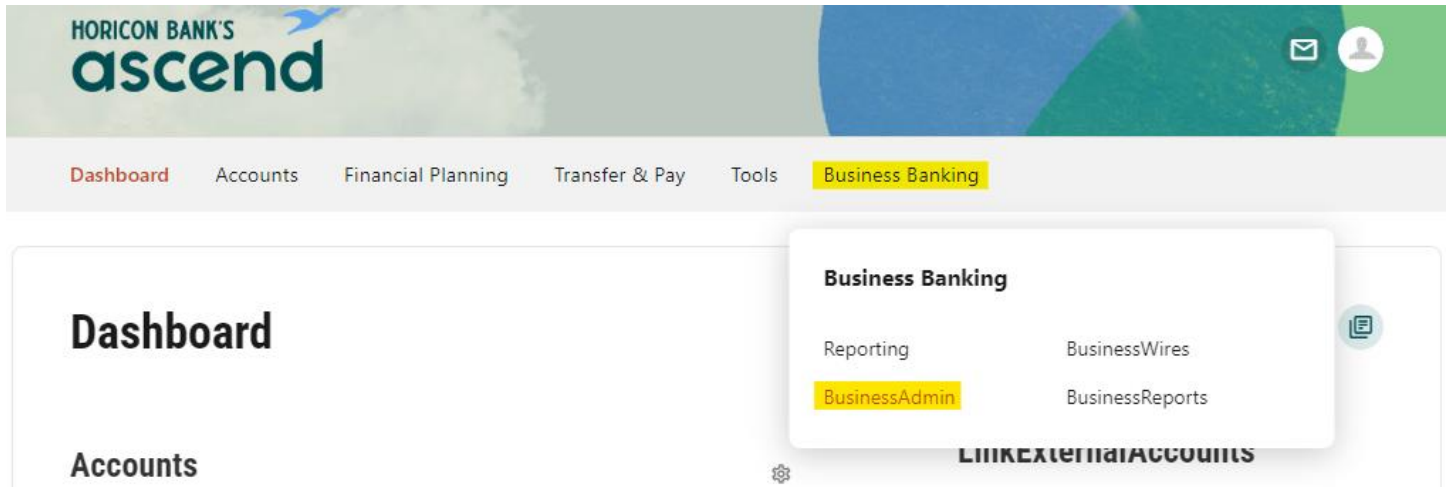 HORICON BANK'S
ascend
Dashboard Accounts Financial Planning Transfer & Pay Tools Business Banking
Business Banking
Dashboard
Reporting BusinessWires
BusinessAdmin BusinessReports
Accounts
LinkExternalAccounts